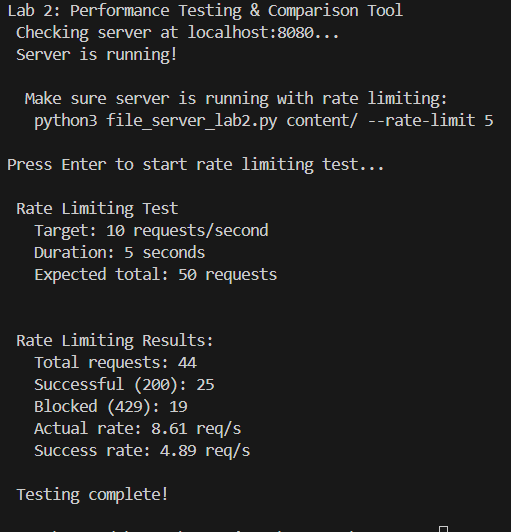 Lab 2: Performance Testing & Comparison Tool
Checking server at localhost:8080...
Server is running!
Make sure server is running with rate limiting:
python3 file_server_lab2.py content/ --rate-limit 5
Press Enter to start rate limiting test...
Rate Limiting Test
Target: 10 requests/second
Duration: 5 seconds
Expected total: 50 requests
Rate Limiting Results:
Total requests: 44
Successful (200): 25
Blocked (429): 19
Actual rate: 8.61 req/s
Success rate: 4.89 req/s
Testing complete!